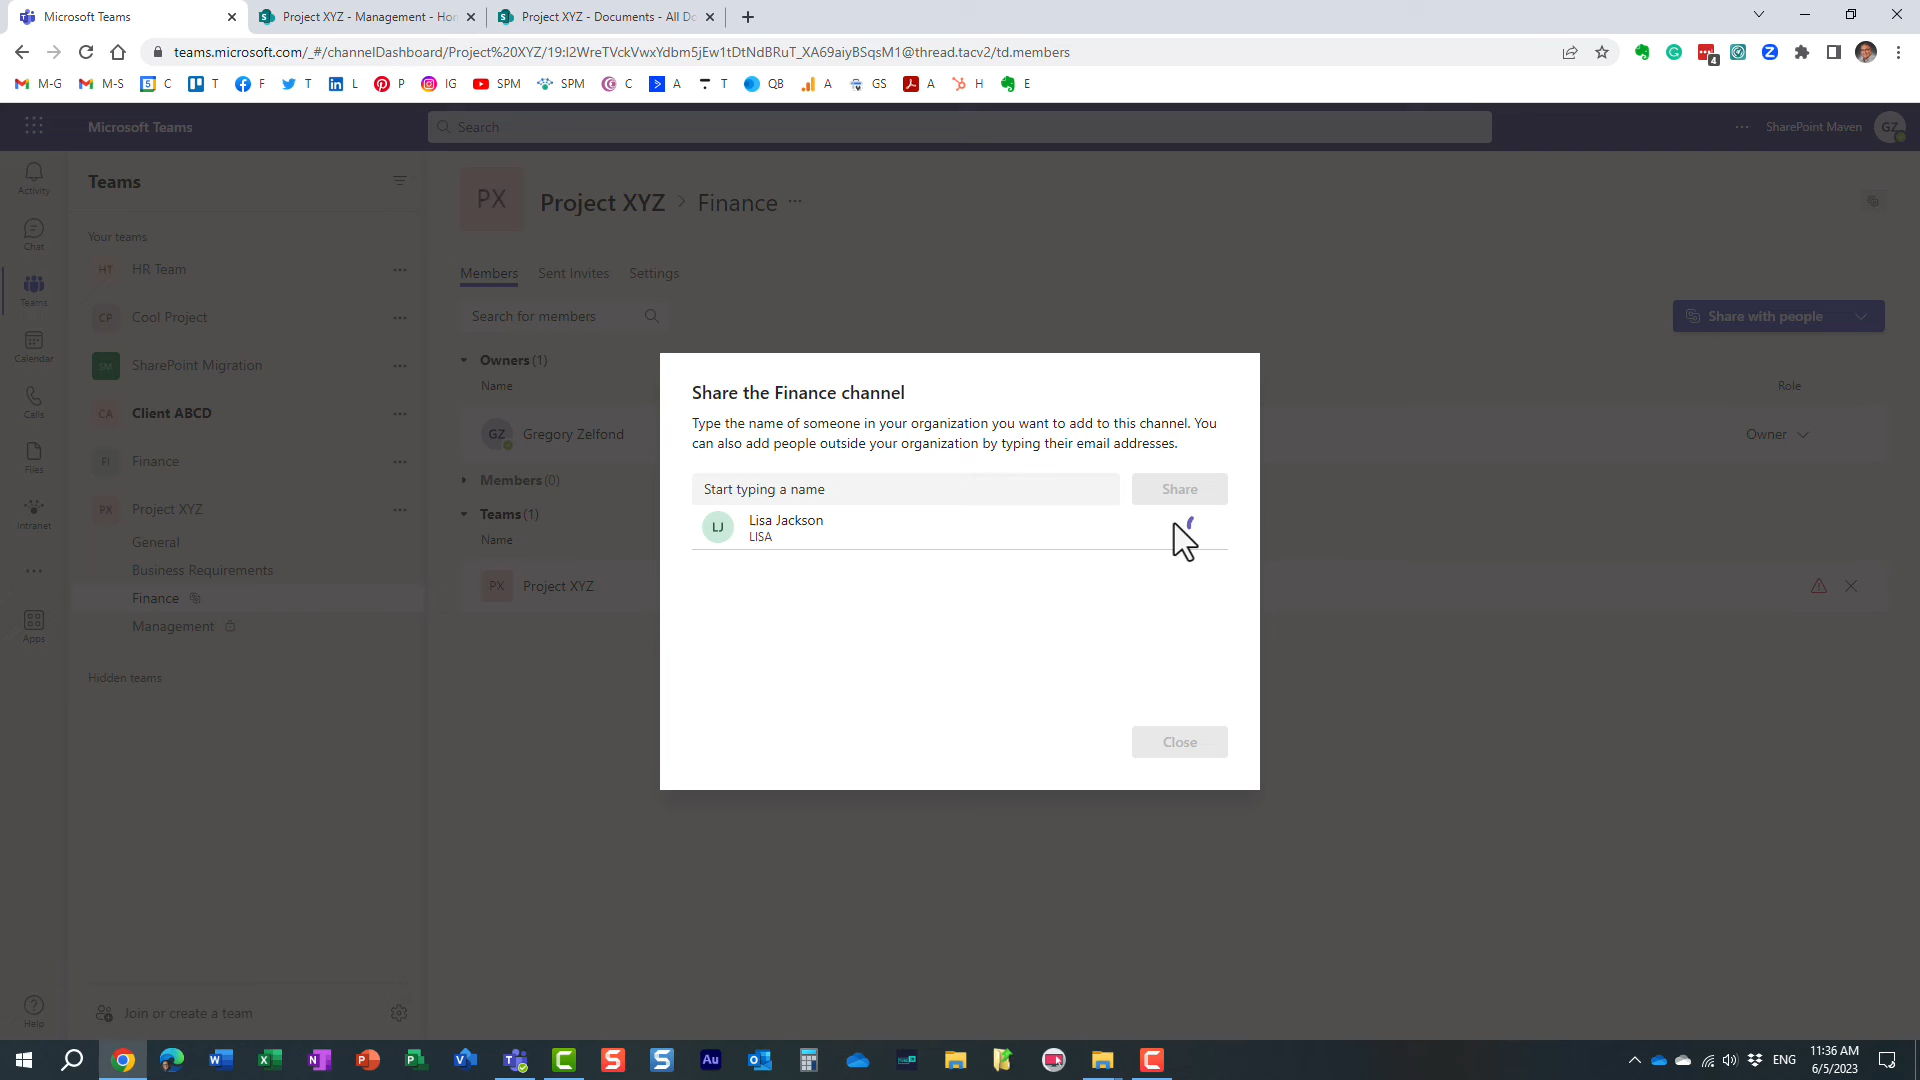 Microsoft Teams
Project XYZ - Management - Hon
Project XYZ - Documents - All Do
teams.microsoft.com/_#/channelDashboard/Project%20XYZ/19:I2WreTVckVwxYdbm5jEw1tDtNdBRuT_XA69aiyBSqsM1@thread.tacv2/td.members
4
M-G
M-S
5
C
T
F
T
L
P
IG
SPM
SPM
C
A
T
QB
A
GS
A
H
E
Microsoft Teams
Search
SharePoint Maven
GZ
Activity
Chat
Teams
Calendar
Calls
Files
Intranet
Apps
Help
Teams
Your teams
HT HR Team
CP Cool Project
SM SharePoint Migration
CA Client ABCD
FI Finance
PX Project XYZ
General
Business Requirements
Finance
Management
Hidden teams
Join or create a team
PX
Project XYZ > Finance
Members
Sent Invites
Settings
Search for members
Share with people
Owners (1)
Name
Role
GZ Gregory Zelfond
Owner
Members (0)
Teams (1)
Name
PX Project XYZ
Share the Finance channel
Type the name of someone in your organization you want to add to this channel. You
can also add people outside your organization by typing their email addresses.
Start typing a name
Share
LJ
Lisa Jackson
LISA
Close
ENG
11:36 AM
6/5/2023